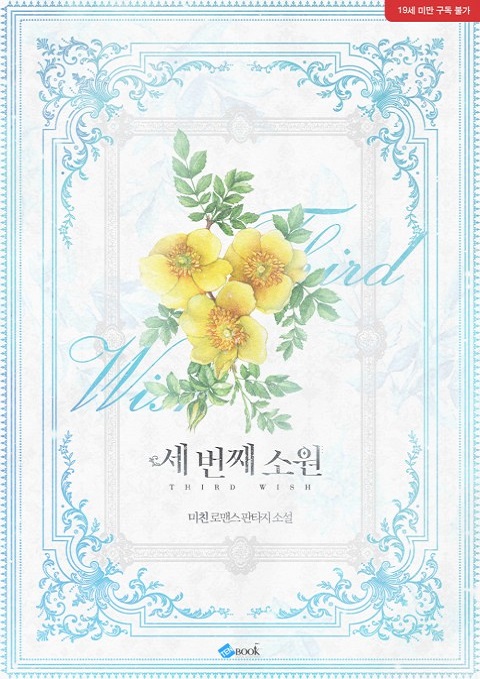 19세 미만 구독 불가
Third
Wish
세 번째 소원
THIRD WISH
미친 로맨스 판타지 소설
BOOK